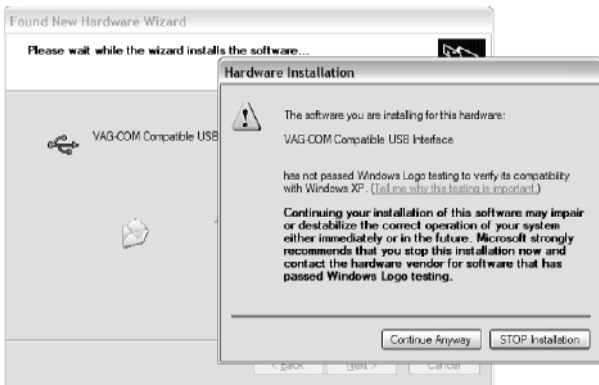 Found New Hardware Wizard
Please wait while the wizard installs the software...
Hardware Installation
VAG-COM Compatible USB
The software you are installing for this hardware:
VAG-COM Compatible USB Interface
has not passed Windows Logo testing to verify its compatibility
with Windows XP. (Tell me why this testing is important.)
Continuing your installation of this software may impair
or destabilize the correct operation of your system
either immediately or in the future. Microsoft strongly
recommends that you stop this installation now and
contact the hardware vendor for software that has
passed Windows Logo testing.
Continue Anyway
STOP Installation
< Back
Next >
Cancel